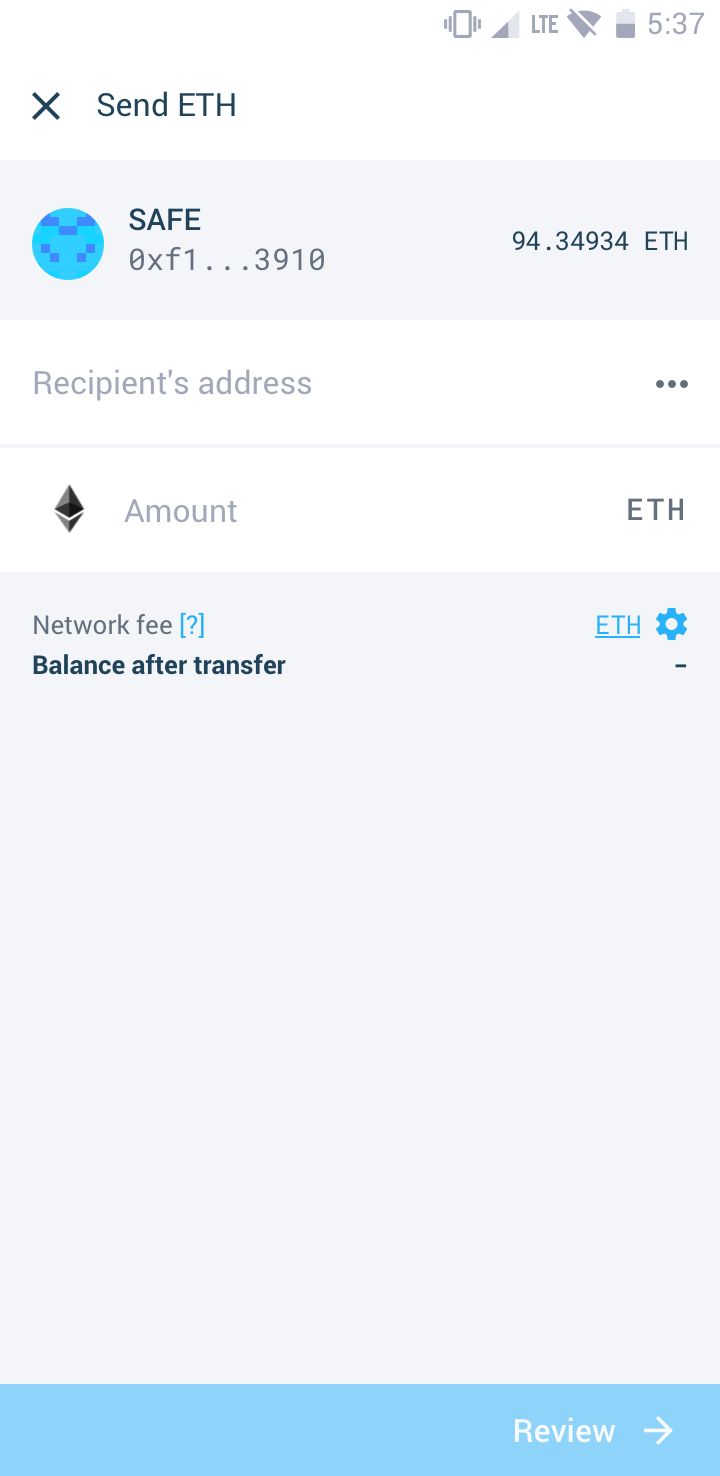 LTE 5:37
Send ETH
SAFE
0xf1...3910
94.34934 ETH
Recipient's address
Amount ETH
Network fee [?] ETH
Balance after transfer -
Review